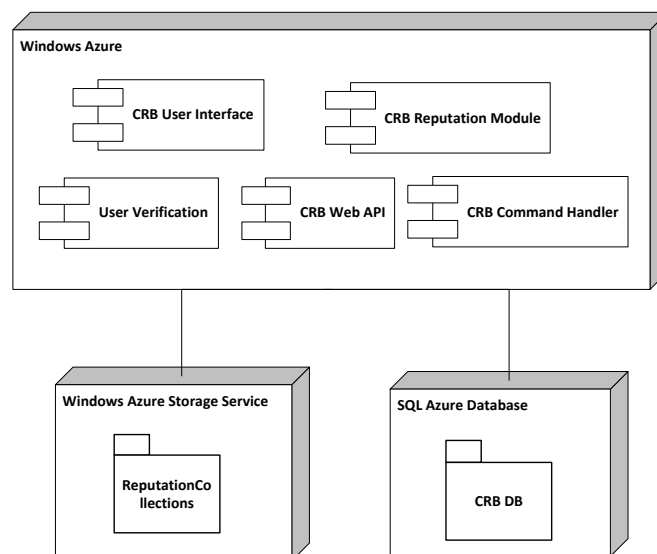 Windows Azure
CRB User Interface
CRB Reputation Module
User Verification
CRB Web API
CRB Command Handler
Windows Azure Storage Service
SQL Azure Database
ReputationCo
llections
CRB DB